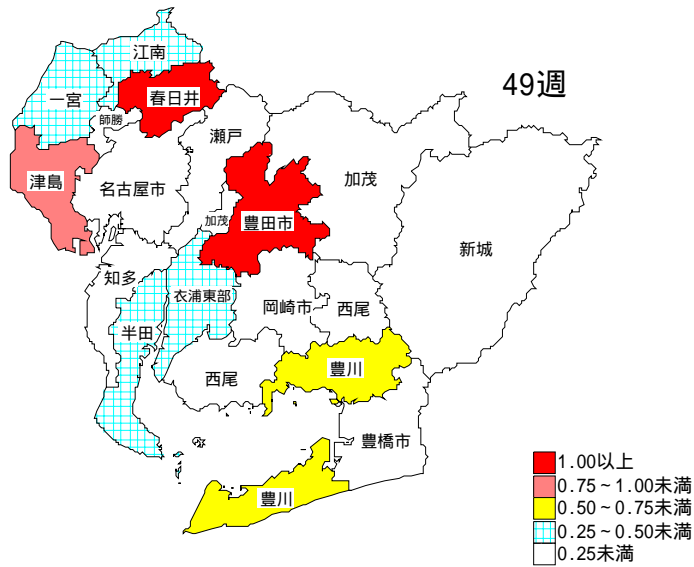 江南
49週
一宮
春日井
師勝
瀬戸
津島
名古屋市
加茂
加茂
豊田市
新城
知多
衣浦東部
岡崎市
西尾
半田
西尾
豊川
豊橋市
豊川
1.00以上
0.75~1.00未満
0.50~0.75未満
0.25~0.50未満
0.25未満